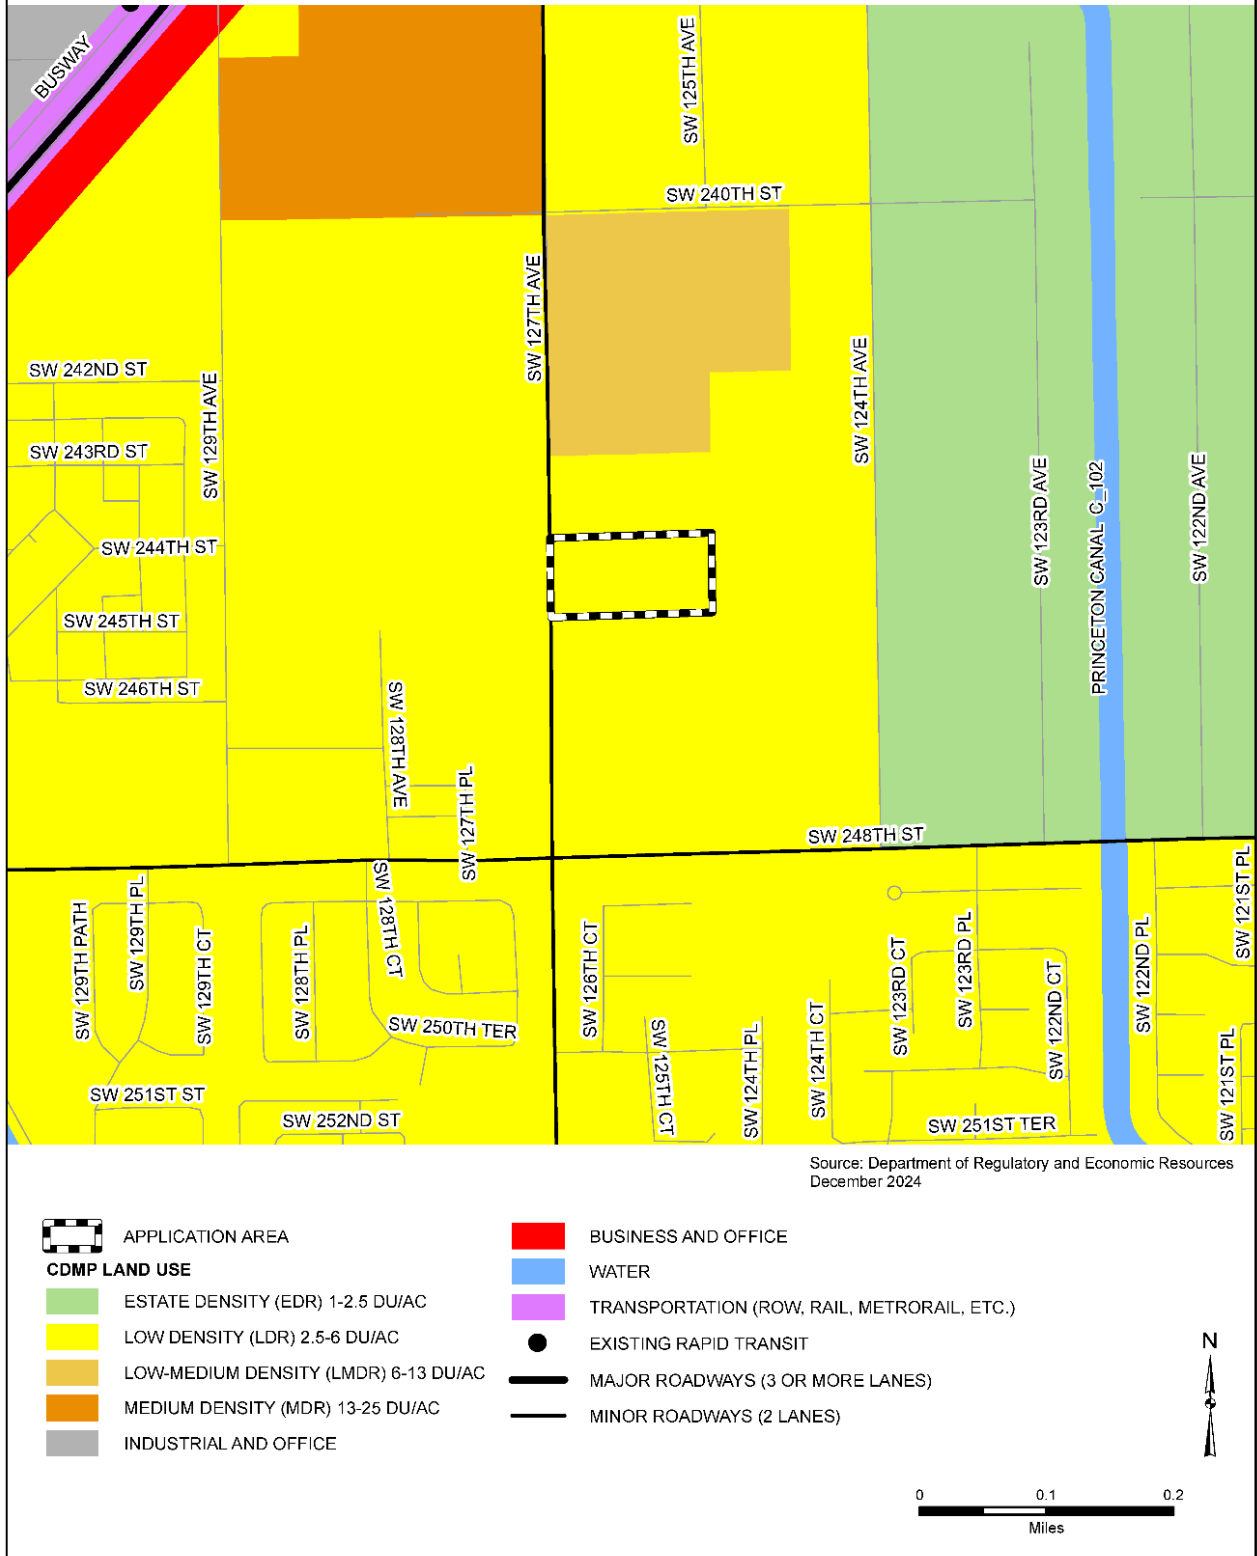 BUSWAY
SW 125TH AVE
SW 240TH ST
SW 127TH AVE
SW 124TH AVE
SW 242ND ST
SW 129TH AVE
SW 243RD ST
SW 123RD AVE
PRINCETON CANAL C_102
SW 122ND AVE
SW 244TH ST
SW 245TH ST
SW 246TH ST
SW 128TH AVE
SW 127TH PL
SW 248TH ST
SW 129TH PATH
SW 129TH PL
SW 129TH CT
SW 128TH PL
SW 128TH CT
SW 126TH CT
SW 123RD CT
SW 123RD PL
SW 122ND CT
SW 122ND PL
SW 121ST PL
SW 250TH TER
SW 125TH CT
SW 124TH PL
SW 124TH CT
SW 121ST PL
SW 251ST ST
SW 252ND ST
SW 251ST TER
Source: Department of Regulatory and Economic Resources
December 2024
APPLICATION AREA
CDMP LAND USE
ESTATE DENSITY (EDR) 1-2.5 DU/AC
LOW DENSITY (LDR) 2.5-6 DU/AC
LOW-MEDIUM DENSITY (LMDR) 6-13 DU/AC
MEDIUM DENSITY (MDR) 13-25 DU/AC
INDUSTRIAL AND OFFICE
BUSINESS AND OFFICE
WATER
TRANSPORTATION (ROW, RAIL, METRORAIL, ETC.)
EXISTING RAPID TRANSIT
MAJOR ROADWAYS (3 OR MORE LANES)
MINOR ROADWAYS (2 LANES)
N
0 0.1 0.2
Miles